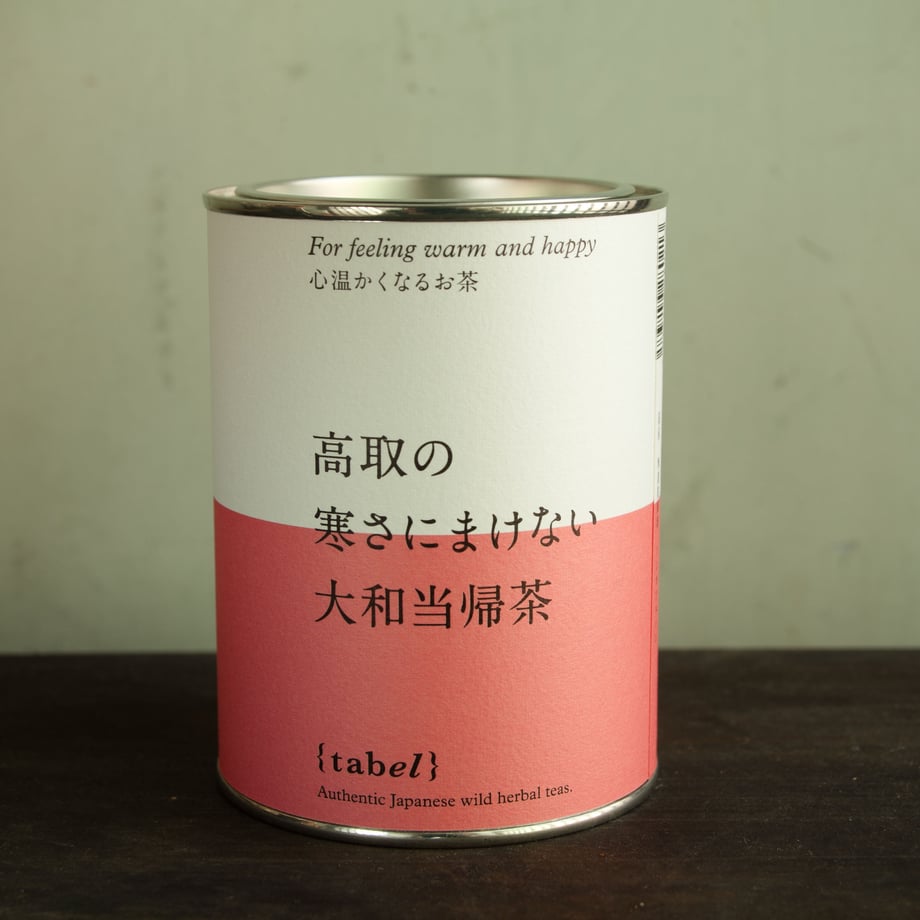 For feeling warm and happy
心温かくなるお茶
高取の
寒さにまけない
大和当帰茶
{tabel}
Authentic Japanese wild herbal teas.